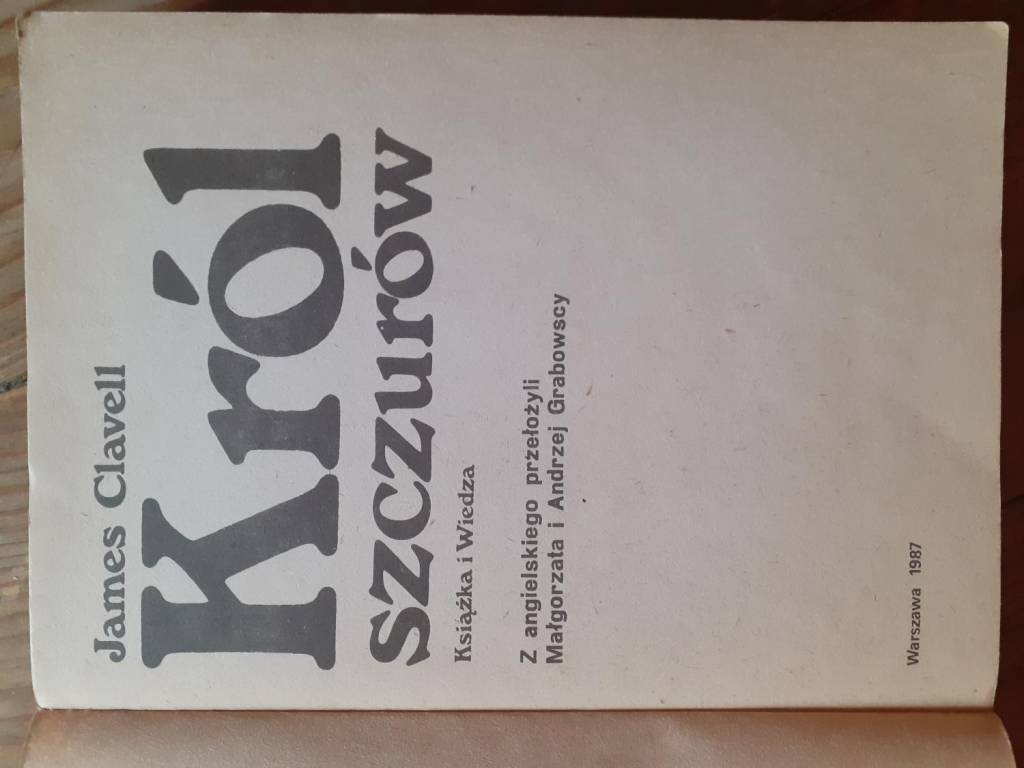 James Clavell
Król
szczurów
Książka i Wiedza
Z angielskiego przełożyli
Małgorzata i Andrzej Grabowscy
Warszawa 1987